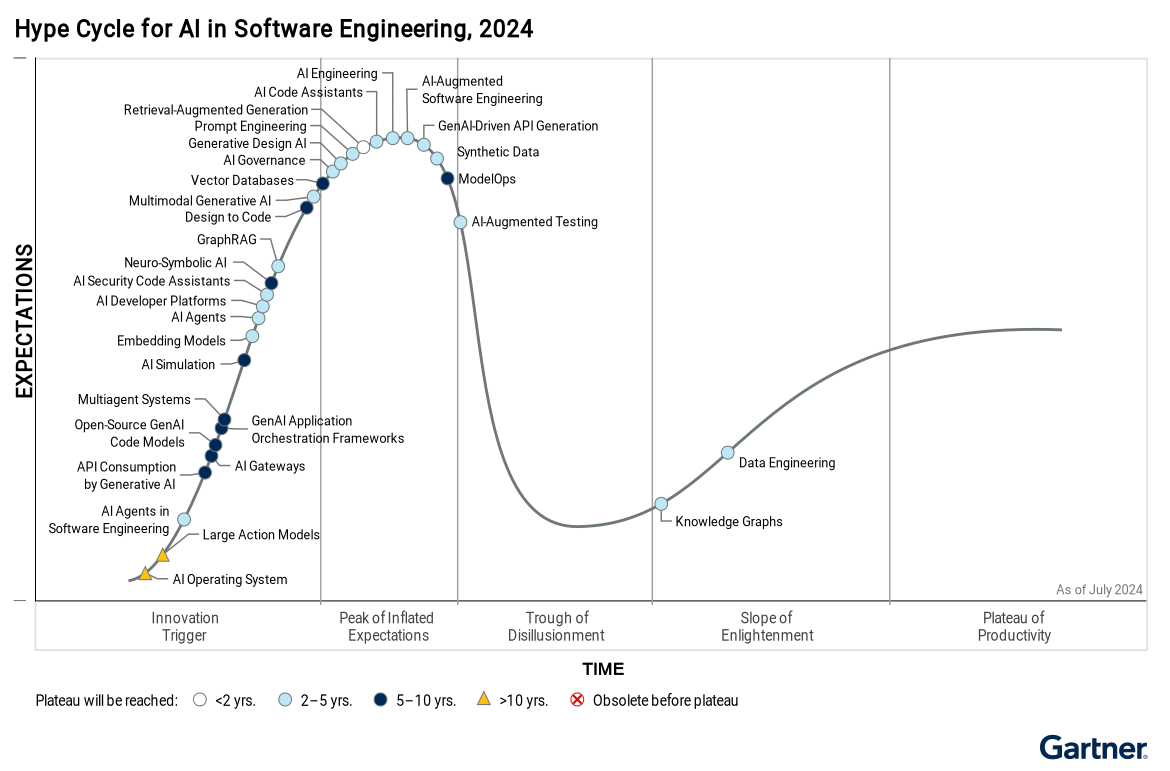 Hype Cycle for AI in Software Engineering, 2024
AI Engineering
AI-Augmented
Software Engineering
AI Code Assistants
Retrieval-Augmented Generation
GenAI-Driven API Generation
Prompt Engineering
Generative Design AI
Synthetic Data
AI Governance
Vector Databases
ModelOps
Multimodal Generative AI
Design to Code
AI-Augmented Testing
GraphRAG
Neuro-Symbolic AI
AI Security Code Assistants
AI Developer Platforms
AI Agents
Embedding Models
AI Simulation
Multiagent Systems
GenAI Application
Orchestration Frameworks
Open-Source GenAI
Code Models
AI Gateways
API Consumption
by Generative AI
AI Agents in
Software Engineering
Large Action Models
AI Operating System
Data Engineering
Knowledge Graphs
EXPECTATIONS
As of July 2024
Innovation
Trigger
Peak of Inflated
Expectations
Trough of
Disillusionment
Slope of
Enlightenment
Plateau of
Productivity
TIME
Plateau will be reached: <2 yrs. 2–5 yrs. 5–10 yrs. >10 yrs. Obsolete before plateau
Gartner®